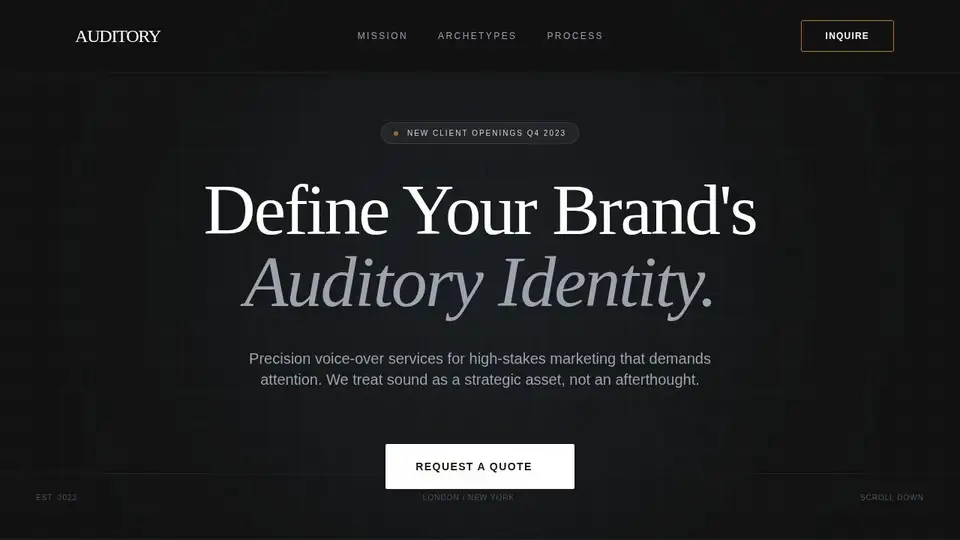 AUDITORY
MISSION
ARCHETYPES
PROCESS
INQUIRE
NEW CLIENT OPENINGS Q4 2023
Define Your Brand's
Auditory Identity.
Precision voice-over services for high-stakes marketing that demands
attention. We treat sound as a strategic asset, not an afterthought.
REQUEST A QUOTE
EST. 2023
LONDON / NEW YORK
SCROLL DOWN